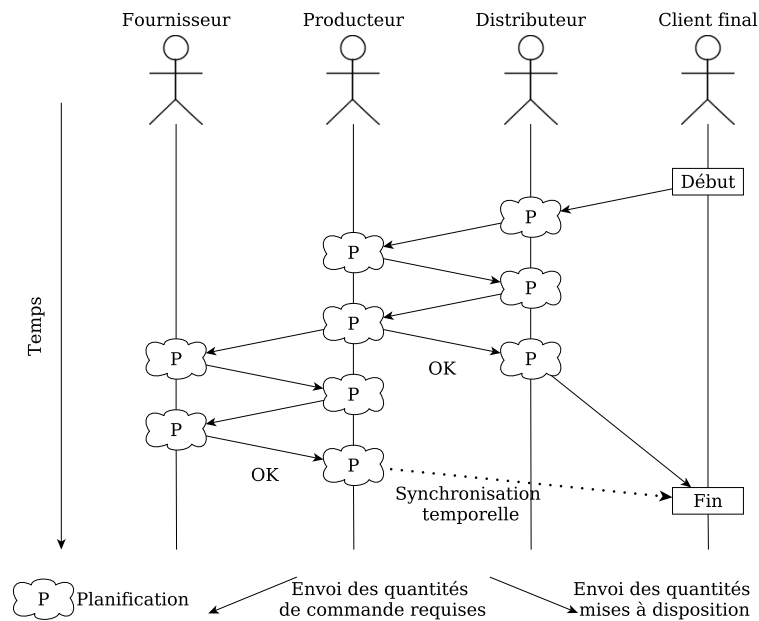 Fournisseur
Producteur
Distributeur
Client final
Début
P
P
P
P
Temps
P
P
OK
P
P
P
OK
Synchronisation
temporelle
Fin
P
Planification
Envoi des quantités
de commande requises
Envoi des quantités
mises à disposition